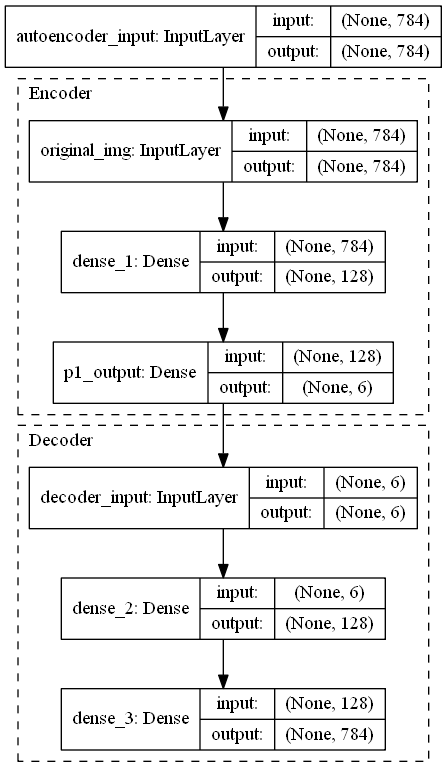 autoencoder_input: InputLayer
input: (None, 784)
output: (None, 784)
Encoder
original_img: InputLayer
input: (None, 784)
output: (None, 784)
dense_1: Dense
input: (None, 784)
output: (None, 128)
p1_output: Dense
input: (None, 128)
output: (None, 6)
Decoder
decoder_input: InputLayer
input: (None, 6)
output: (None, 6)
dense_2: Dense
input: (None, 6)
output: (None, 128)
dense_3: Dense
input: (None, 128)
output: (None, 784)